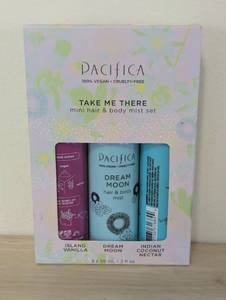 PACIFICA
100% VEGAN • CRUELTY-FREE
TAKE ME THERE
mini hair & body mist set
PACIFICA
DREAM
MOON
hair & body
mist
ISLAND
VANILLA
DREAM
MOON
INDIAN
COCONUT
NECTAR